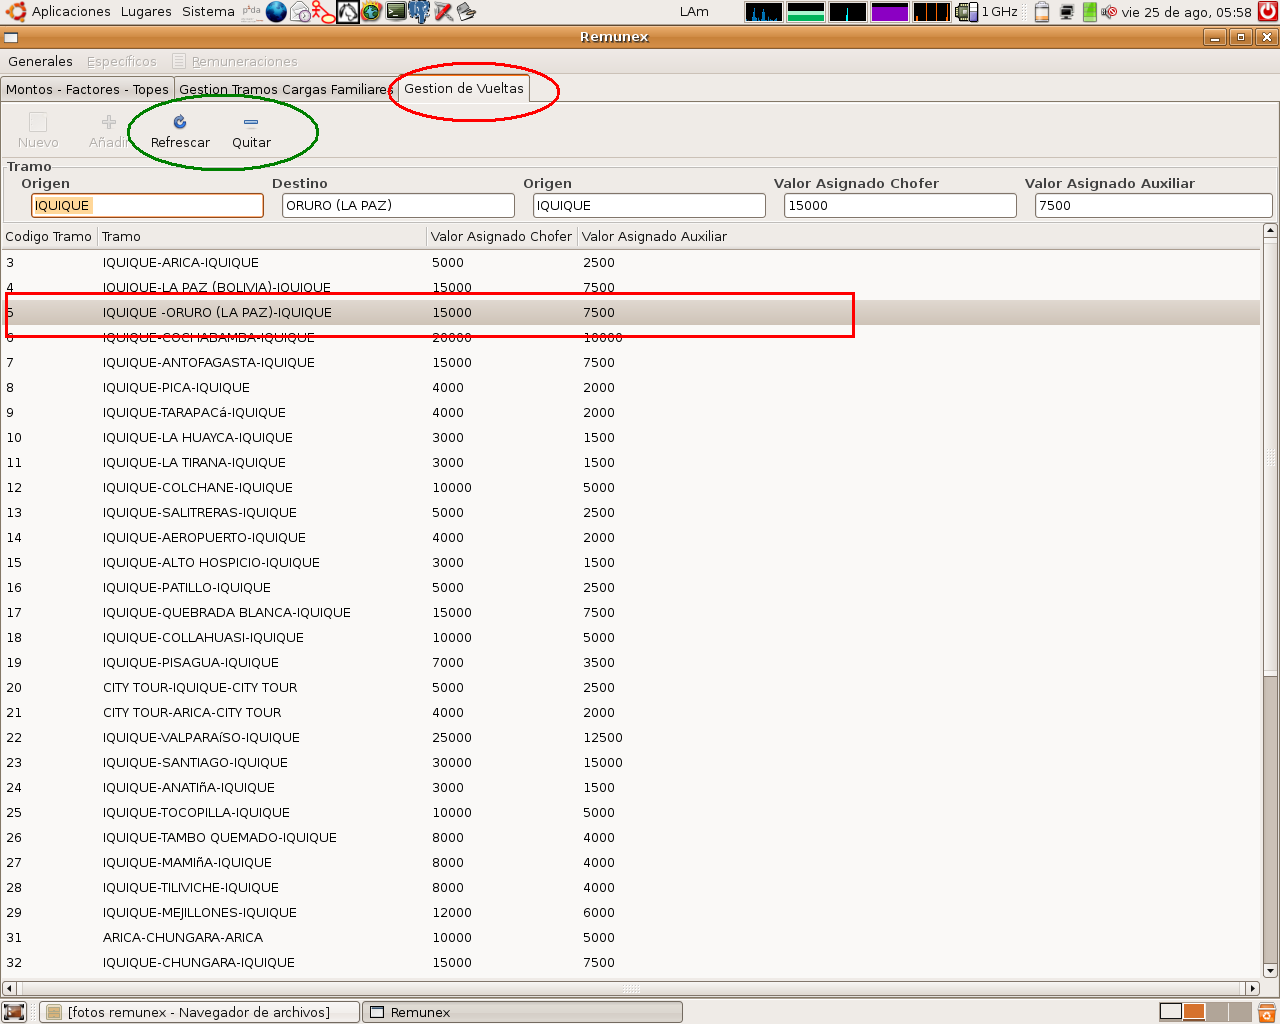 Aplicaciones Lugares Sistema LAm 1 GHz vie 25 de ago, 05:58
Remunex
Generales Específicos Remuneraciones
Montos - Factores - Topes Gestion Tramos Cargas Familiares Gestion de Vueltas
Nuevo Añadir Refrescar Quitar
Tramo
Origen Destino Origen Valor Asignado Chofer Valor Asignado Auxiliar
IQUIQUE ORURO (LA PAZ) IQUIQUE 15000 7500
Codigo Tramo Tramo Valor Asignado Chofer Valor Asignado Auxiliar
3 IQUIQUE-ARICA-IQUIQUE 5000 2500
4 IQUIQUE-LA PAZ (BOLIVIA)-IQUIQUE 15000 7500
5 IQUIQUE -ORURO (LA PAZ)-IQUIQUE 15000 7500
6 IQUIQUE-COCHABAMBA-IQUIQUE 20000 10000
7 IQUIQUE-ANTOFAGASTA-IQUIQUE 15000 7500
8 IQUIQUE-PICA-IQUIQUE 4000 2000
9 IQUIQUE-TARAPACá-IQUIQUE 4000 2000
10 IQUIQUE-LA HUAYCA-IQUIQUE 3000 1500
11 IQUIQUE-LA TIRANA-IQUIQUE 3000 1500
12 IQUIQUE-COLCHANE-IQUIQUE 10000 5000
13 IQUIQUE-SALITRERAS-IQUIQUE 5000 2500
14 IQUIQUE-AEROPUERTO-IQUIQUE 4000 2000
15 IQUIQUE-ALTO HOSPICIO-IQUIQUE 3000 1500
16 IQUIQUE-PATILLO-IQUIQUE 5000 2500
17 IQUIQUE-QUEBRADA BLANCA-IQUIQUE 15000 7500
18 IQUIQUE-COLLAHUASI-IQUIQUE 10000 5000
19 IQUIQUE-PISAGUA-IQUIQUE 7000 3500
20 CITY TOUR-IQUIQUE-CITY TOUR 5000 2500
21 CITY TOUR-ARICA-CITY TOUR 4000 2000
22 IQUIQUE-VALPARAíSO-IQUIQUE 25000 12500
23 IQUIQUE-SANTIAGO-IQUIQUE 30000 15000
24 IQUIQUE-ANATIñA-IQUIQUE 3000 1500
25 IQUIQUE-TOCOPILLA-IQUIQUE 10000 5000
26 IQUIQUE-TAMBO QUEMADO-IQUIQUE 8000 4000
27 IQUIQUE-MAMIñA-IQUIQUE 8000 4000
28 IQUIQUE-TILIVICHE-IQUIQUE 8000 4000
29 IQUIQUE-MEJILLONES-IQUIQUE 12000 6000
31 ARICA-CHUNGARA-ARICA 10000 5000
32 IQUIQUE-CHUNGARA-IQUIQUE 15000 7500
[fotos remunex - Navegador de archivos] Remunex